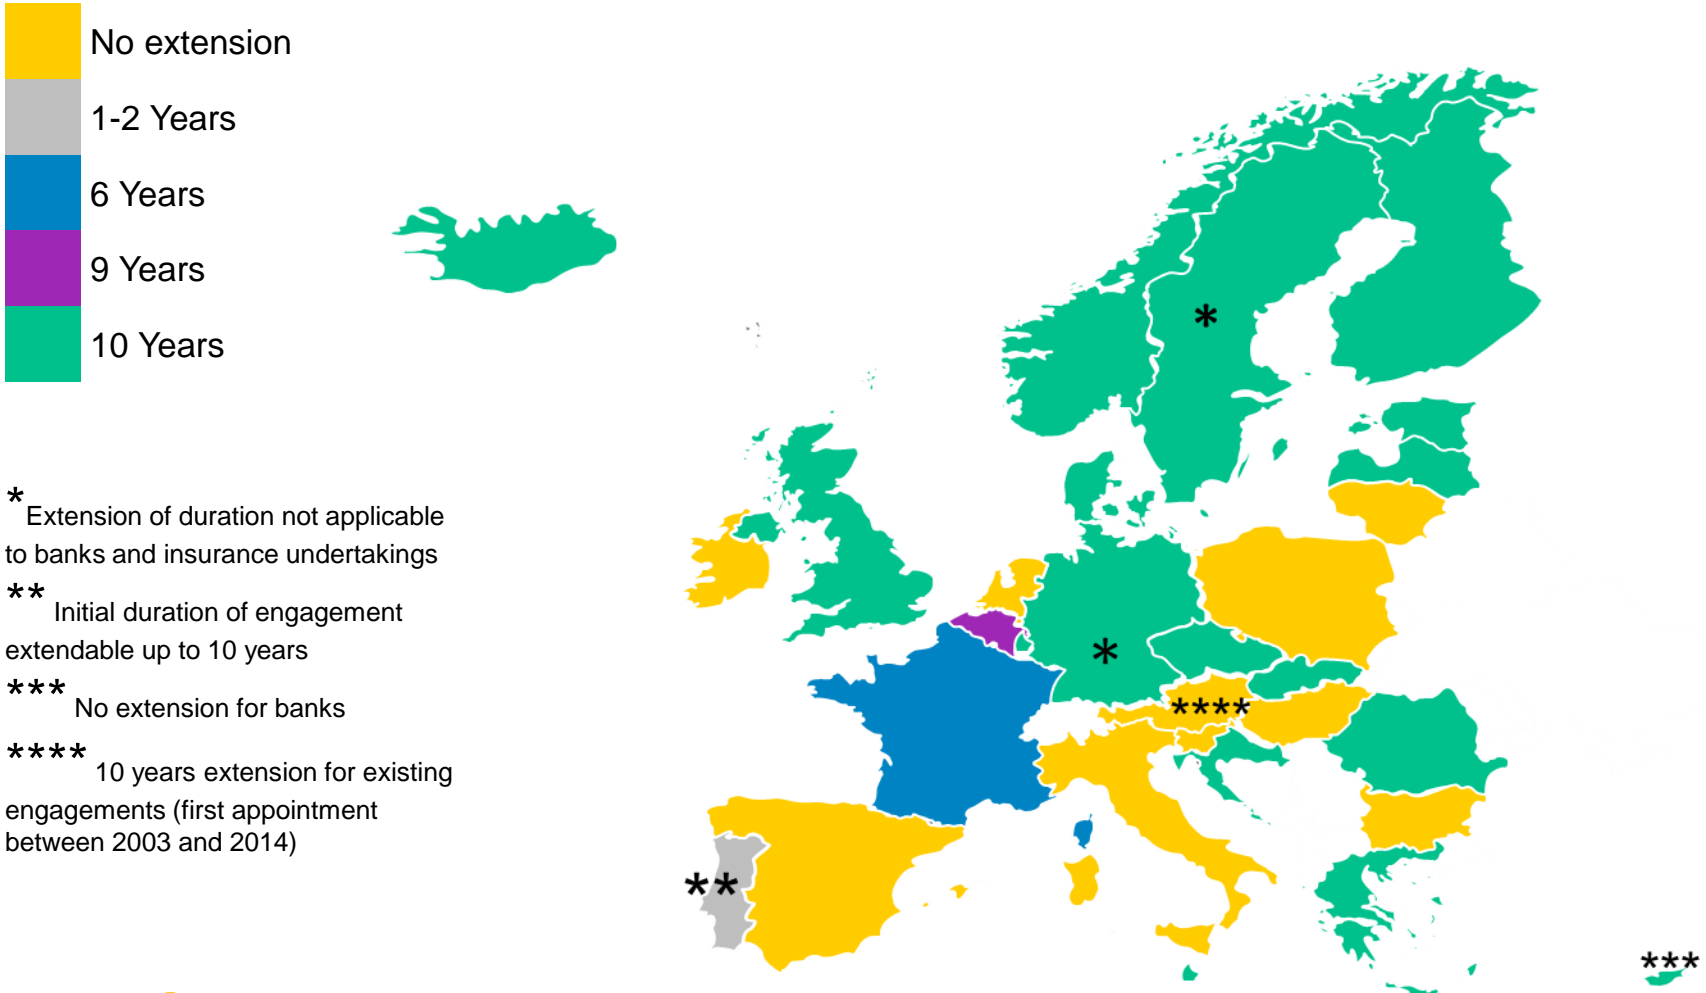 No extension
1-2 Years
6 Years
9 Years
10 Years
* Extension of duration not applicable
to banks and insurance undertakings
** Initial duration of engagement
extendable up to 10 years
*** No extension for banks
**** 10 years extension for existing
engagements (first appointment
between 2003 and 2014)
*
*
****
**
***